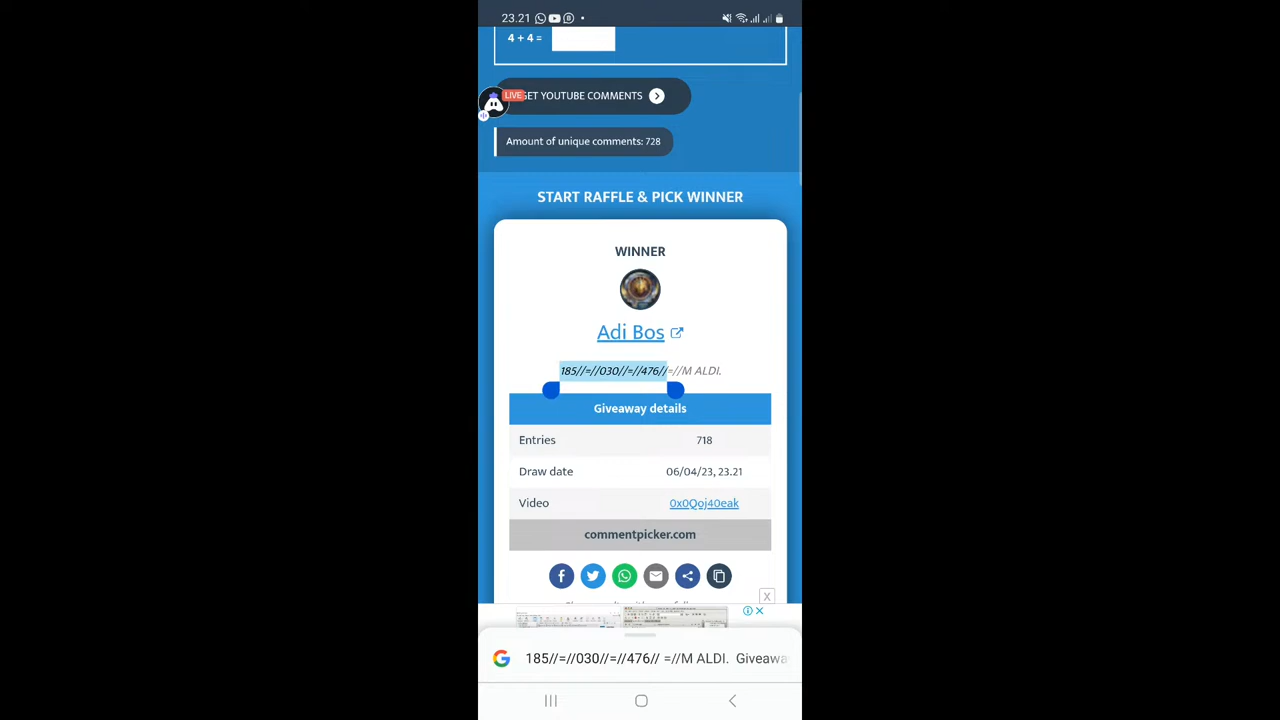 23.21
4 + 4 =
LIVE
GET YOUTUBE COMMENTS
Amount of unique comments: 728
START RAFFLE & PICK WINNER
WINNER
Adi Bos
185//=//030//=//476//=//M ALDI.
Giveaway details
Entries 718
Draw date 06/04/23, 23.21
Video 0x0Qoj40eak
commentpicker.com
X
185//=//030//=//476// =//M ALDI. Giveawa